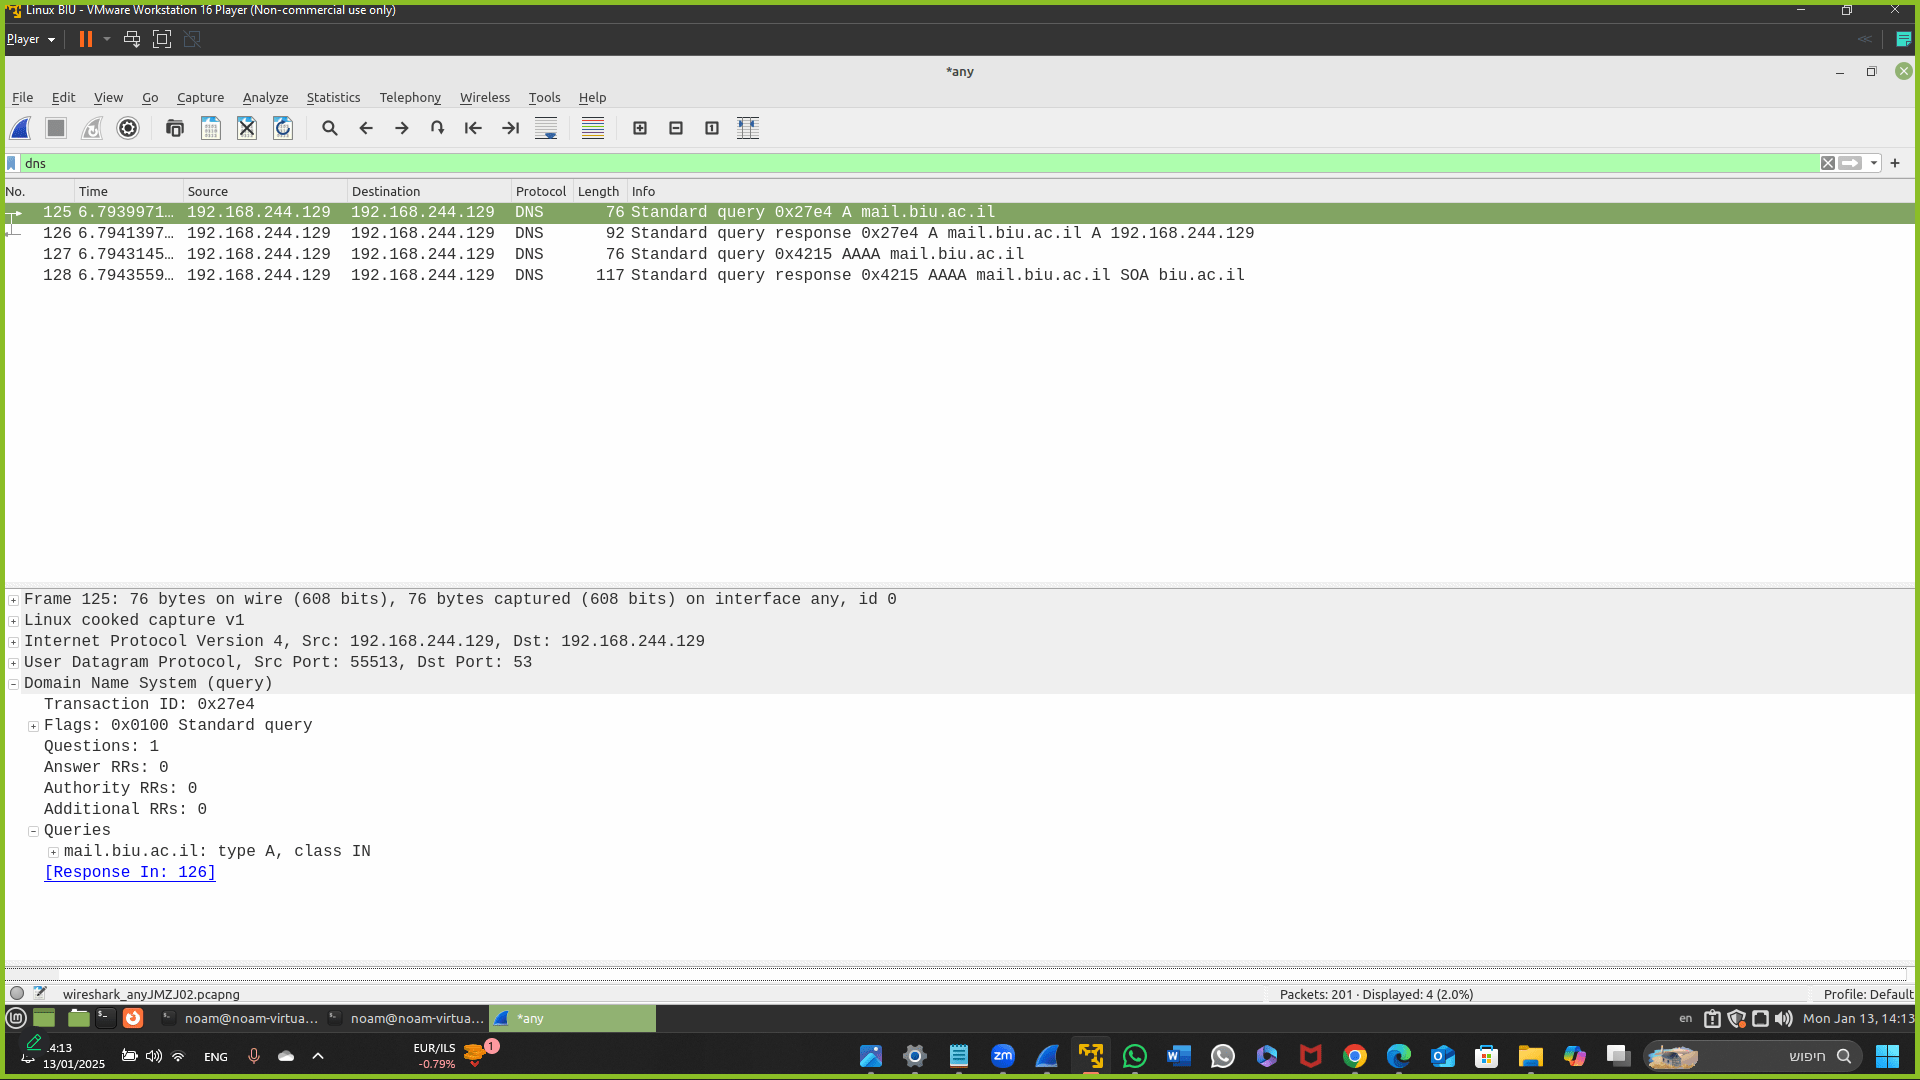 Linux BIU - VMware Workstation 16 Player (Non-commercial use only)
Player
*any
File Edit View Go Capture Analyze Statistics Telephony Wireless Tools Help
dns
No. Time Source Destination Protocol Length Info
125 6.7939971… 192.168.244.129 192.168.244.129 DNS 76 Standard query 0x27e4 A mail.biu.ac.il
126 6.7941397… 192.168.244.129 192.168.244.129 DNS 92 Standard query response 0x27e4 A mail.biu.ac.il A 192.168.244.129
127 6.7943145… 192.168.244.129 192.168.244.129 DNS 76 Standard query 0x4215 AAAA mail.biu.ac.il
128 6.7943559… 192.168.244.129 192.168.244.129 DNS 117 Standard query response 0x4215 AAAA mail.biu.ac.il SOA biu.ac.il
Frame 125: 76 bytes on wire (608 bits), 76 bytes captured (608 bits) on interface any, id 0
Linux cooked capture v1
Internet Protocol Version 4, Src: 192.168.244.129, Dst: 192.168.244.129
User Datagram Protocol, Src Port: 55513, Dst Port: 53
Domain Name System (query)
Transaction ID: 0x27e4
Flags: 0x0100 Standard query
Questions: 1
Answer RRs: 0
Authority RRs: 0
Additional RRs: 0
Queries
mail.biu.ac.il: type A, class IN
[Response In: 126]
wireshark_anyJMZJ02.pcapng Packets: 201 · Displayed: 4 (2.0%) Profile: Default
noam@noam-virtua… noam@noam-virtua… *any en Mon Jan 13, 14:13
14:13
13/01/2025
ENG
EUR/ILS
-0.79%
1
zm
חיפוש